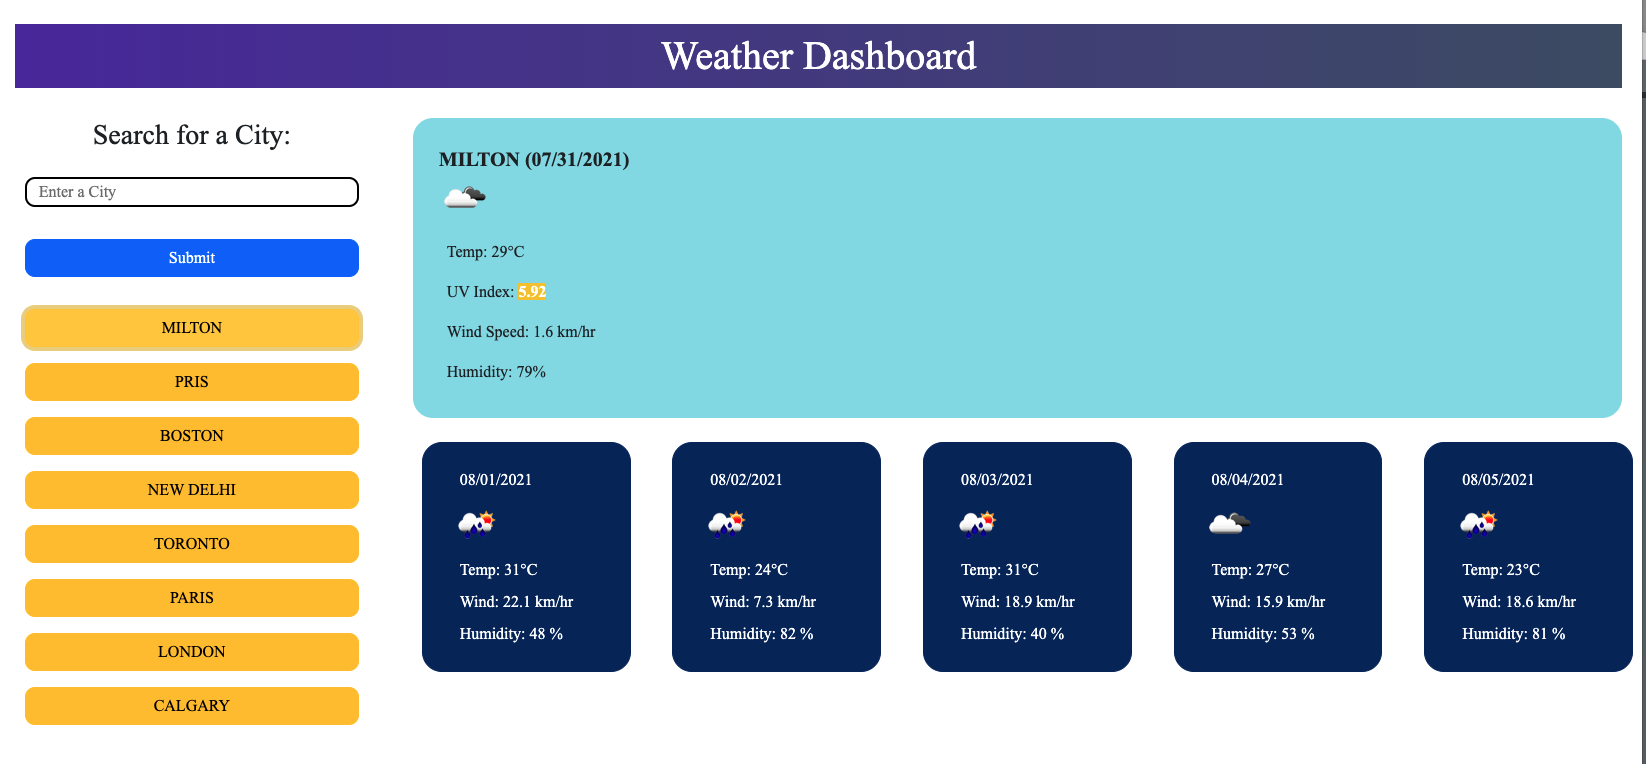 Weather Dashboard
Search for a City:
Enter a City
Submit
MILTON
PRIS
BOSTON
NEW DELHI
TORONTO
PARIS
LONDON
CALGARY
MILTON (07/31/2021)
Temp: 29°C
UV Index: 5.92
Wind Speed: 1.6 km/hr
Humidity: 79%
08/01/2021
Temp: 31°C
Wind: 22.1 km/hr
Humidity: 48 %
08/02/2021
Temp: 24°C
Wind: 7.3 km/hr
Humidity: 82 %
08/03/2021
Temp: 31°C
Wind: 18.9 km/hr
Humidity: 40 %
08/04/2021
Temp: 27°C
Wind: 15.9 km/hr
Humidity: 53 %
08/05/2021
Temp: 23°C
Wind: 18.6 km/hr
Humidity: 81 %